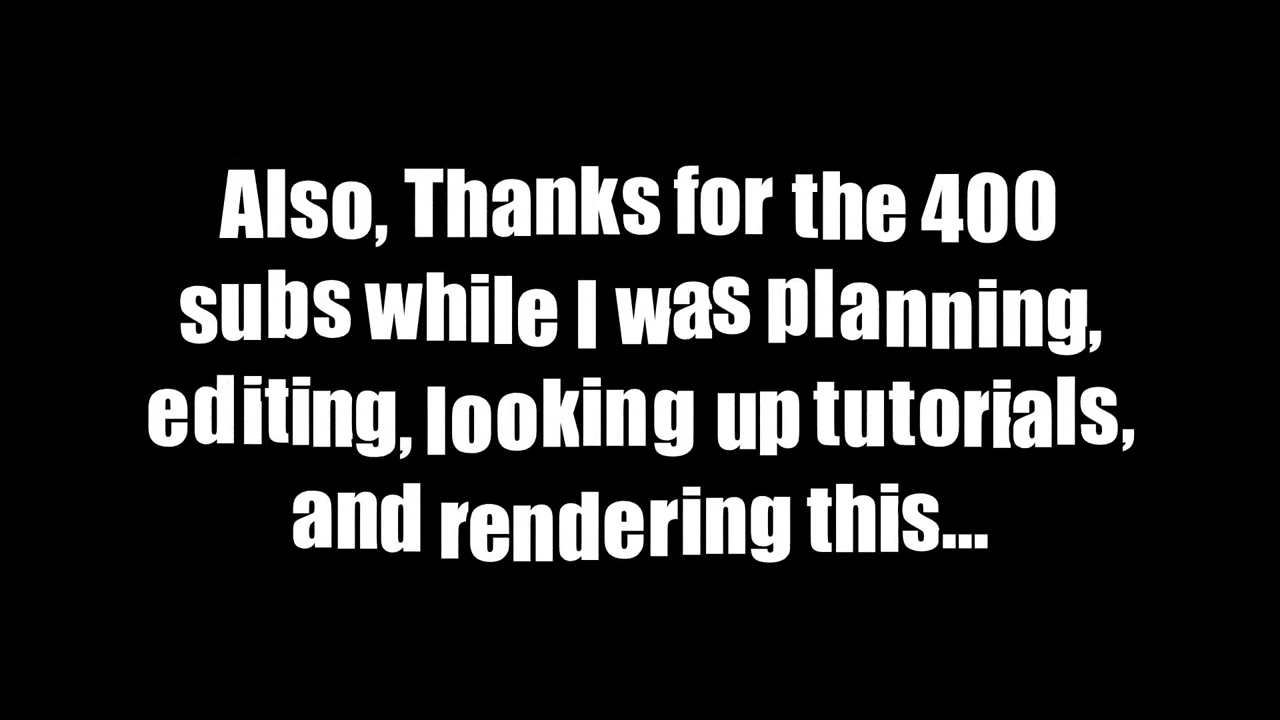 Also, Thanks for the 400
subs while I was planning,
editing, looking up tutorials,
and rendering this...